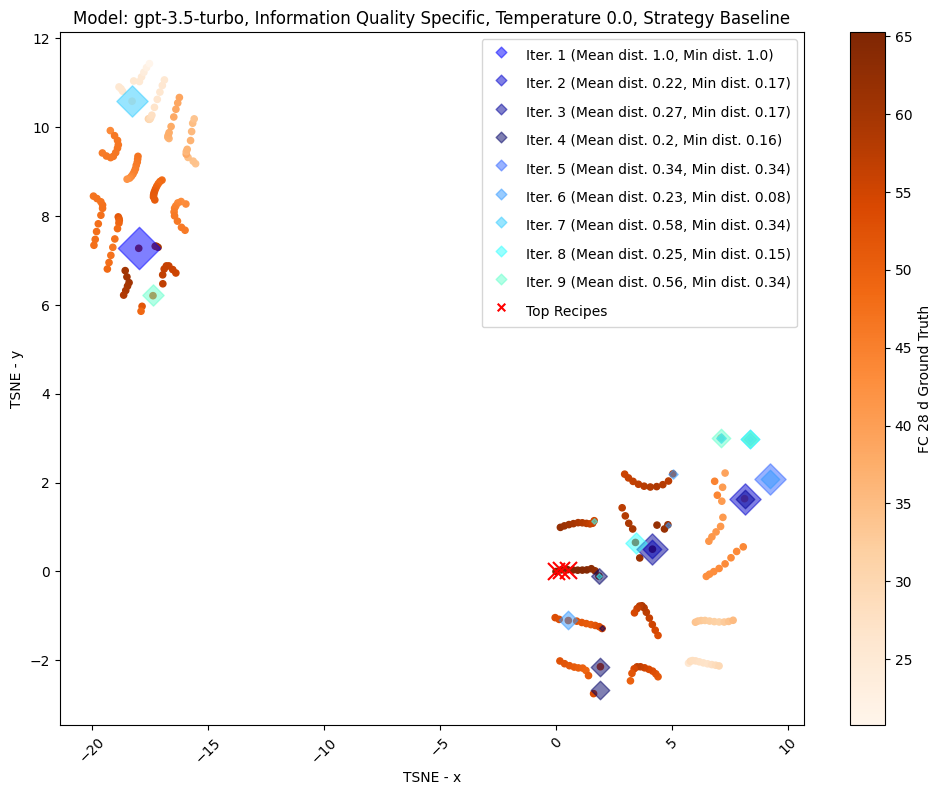 Model: gpt-3.5-turbo, Information Quality Specific, Temperature 0.0, Strategy Baseline
Iter. 1 (Mean dist. 1.0, Min dist. 1.0)
Iter. 2 (Mean dist. 0.22, Min dist. 0.17)
Iter. 3 (Mean dist. 0.27, Min dist. 0.17)
Iter. 4 (Mean dist. 0.2, Min dist. 0.16)
Iter. 5 (Mean dist. 0.34, Min dist. 0.34)
Iter. 6 (Mean dist. 0.23, Min dist. 0.08)
Iter. 7 (Mean dist. 0.58, Min dist. 0.34)
Iter. 8 (Mean dist. 0.25, Min dist. 0.15)
Iter. 9 (Mean dist. 0.56, Min dist. 0.34)
Top Recipes
12
10
8
6
4
2
0
−2
TSNE - y
−20
−15
−10
−5
0
5
10
TSNE - x
65
60
55
50
45
40
35
30
25
FC 28 d Ground Truth